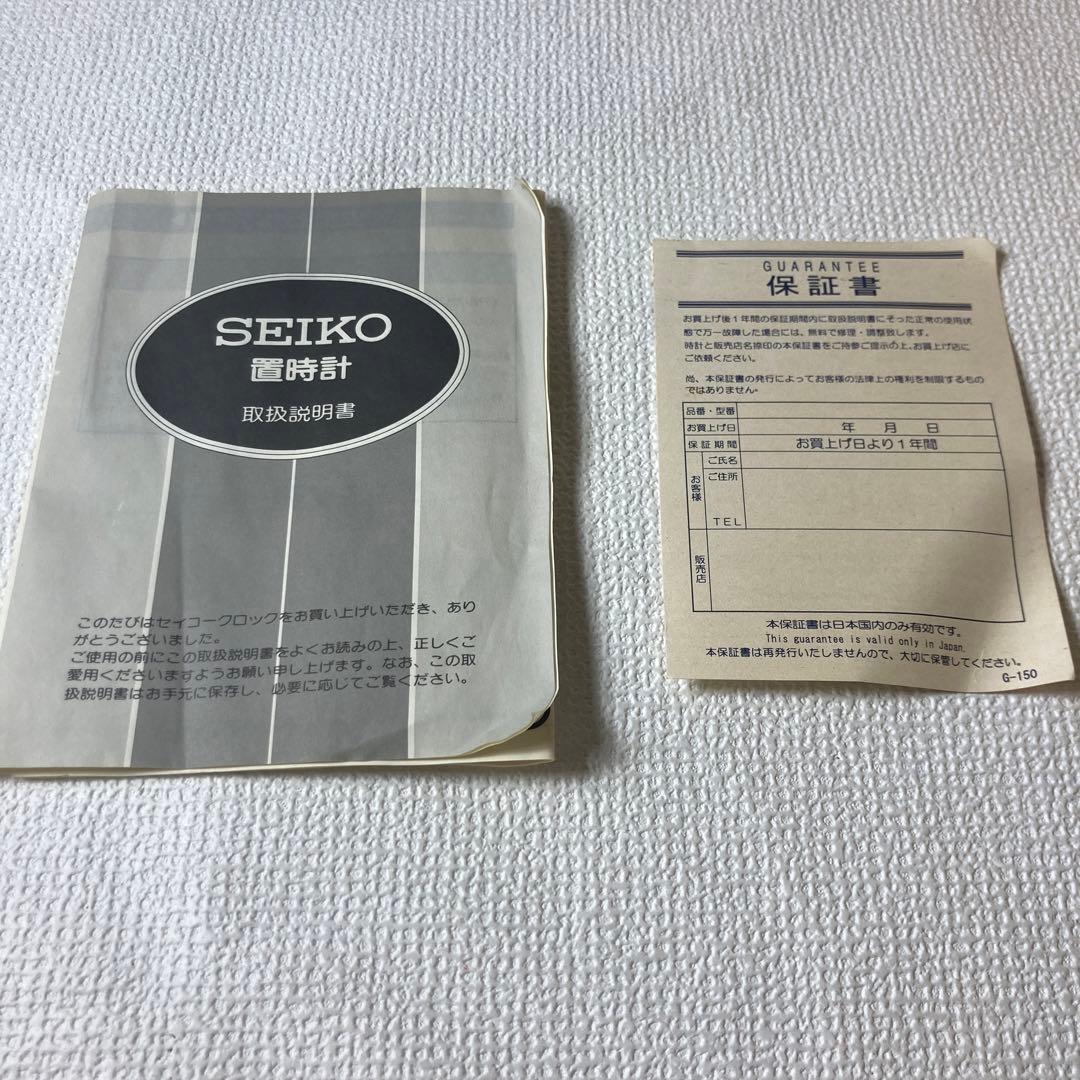 SEIKO
置時計
取扱説明書
このたびはセイコークロックをお買い上げいただき、あり
がとうございました。
ご使用の前にこの取扱説明書をよくお読みの上、正しくご
愛用くださいますようお願い申し上げます。なお、この取
扱説明書はお手元に保存し、必要に応じてご覧ください。
GUARANTEE
保証書
お買上げ後1年間の保証期間内に取扱説明書にそった正常の使用状
態で万一故障した場合には、無料で修理・調整致します。
時計と販売店名捺印の本保証書をご持参ご提示の上、お買上げ店に
ご依頼ください。
尚、本保証書の発行によってお客様の法律上の権利を制限するもの
ではありません。
品番・型番
お買上げ日 年 月 日
保証期間 お買上げ日より1年間
お客様
ご氏名
ご住所
TEL
販売店
本保証書は日本国内のみ有効です。
This guarantee is valid only in Japan.
本保証書は再発行いたしませんので、大切に保管してください。
G-150